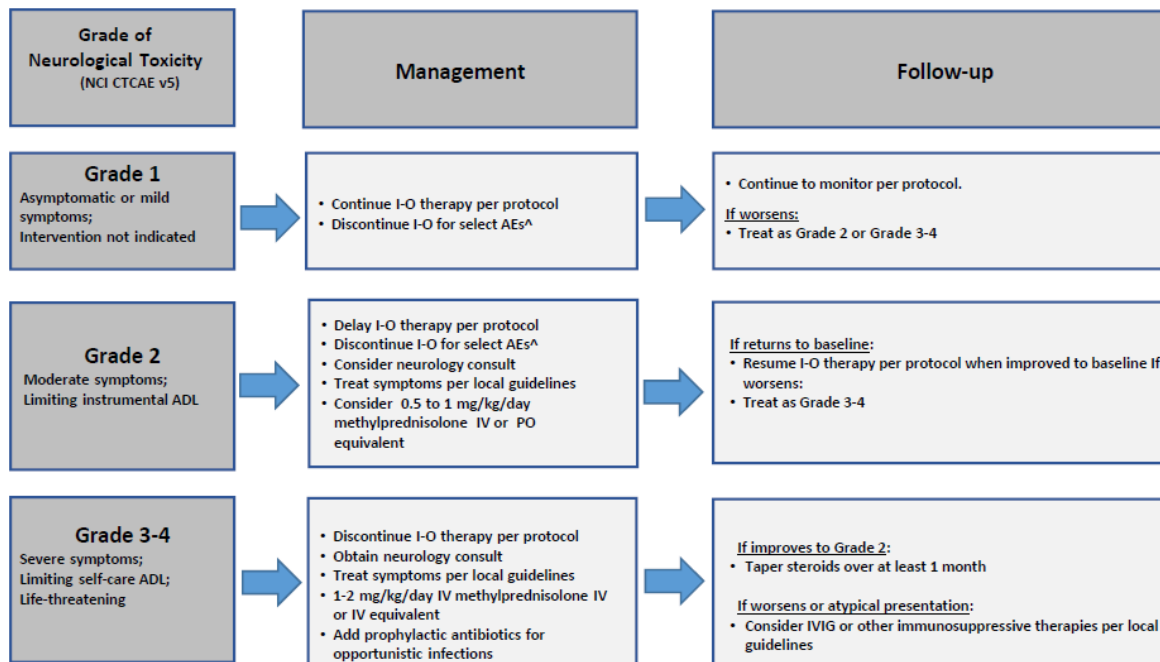 Grade of
Neurological Toxicity
(NCI CTCAE v5)
Management
Follow-up
Grade 1
Asymptomatic or mild
symptoms;
Intervention not indicated
• Continue I-O therapy per protocol
• Discontinue I-O for select AEs^
• Continue to monitor per protocol.
If worsens:
• Treat as Grade 2 or Grade 3-4
Grade 2
Moderate symptoms;
Limiting instrumental ADL
• Delay I-O therapy per protocol
• Discontinue I-O for select AEs^
• Consider neurology consult
• Treat symptoms per local guidelines
• Consider 0.5 to 1 mg/kg/day
methylprednisolone IV or PO
equivalent
If returns to baseline:
• Resume I-O therapy per protocol when improved to baseline If
worsens:
• Treat as Grade 3-4
Grade 3-4
Severe symptoms;
Limiting self-care ADL;
Life-threatening
• Discontinue I-O therapy per protocol
• Obtain neurology consult
• Treat symptoms per local guidelines
• 1-2 mg/kg/day IV methylprednisolone IV
or IV equivalent
• Add prophylactic antibiotics for
opportunistic infections
If improves to Grade 2:
• Taper steroids over at least 1 month
If worsens or atypical presentation:
• Consider IVIG or other immunosuppressive therapies per local
guidelines